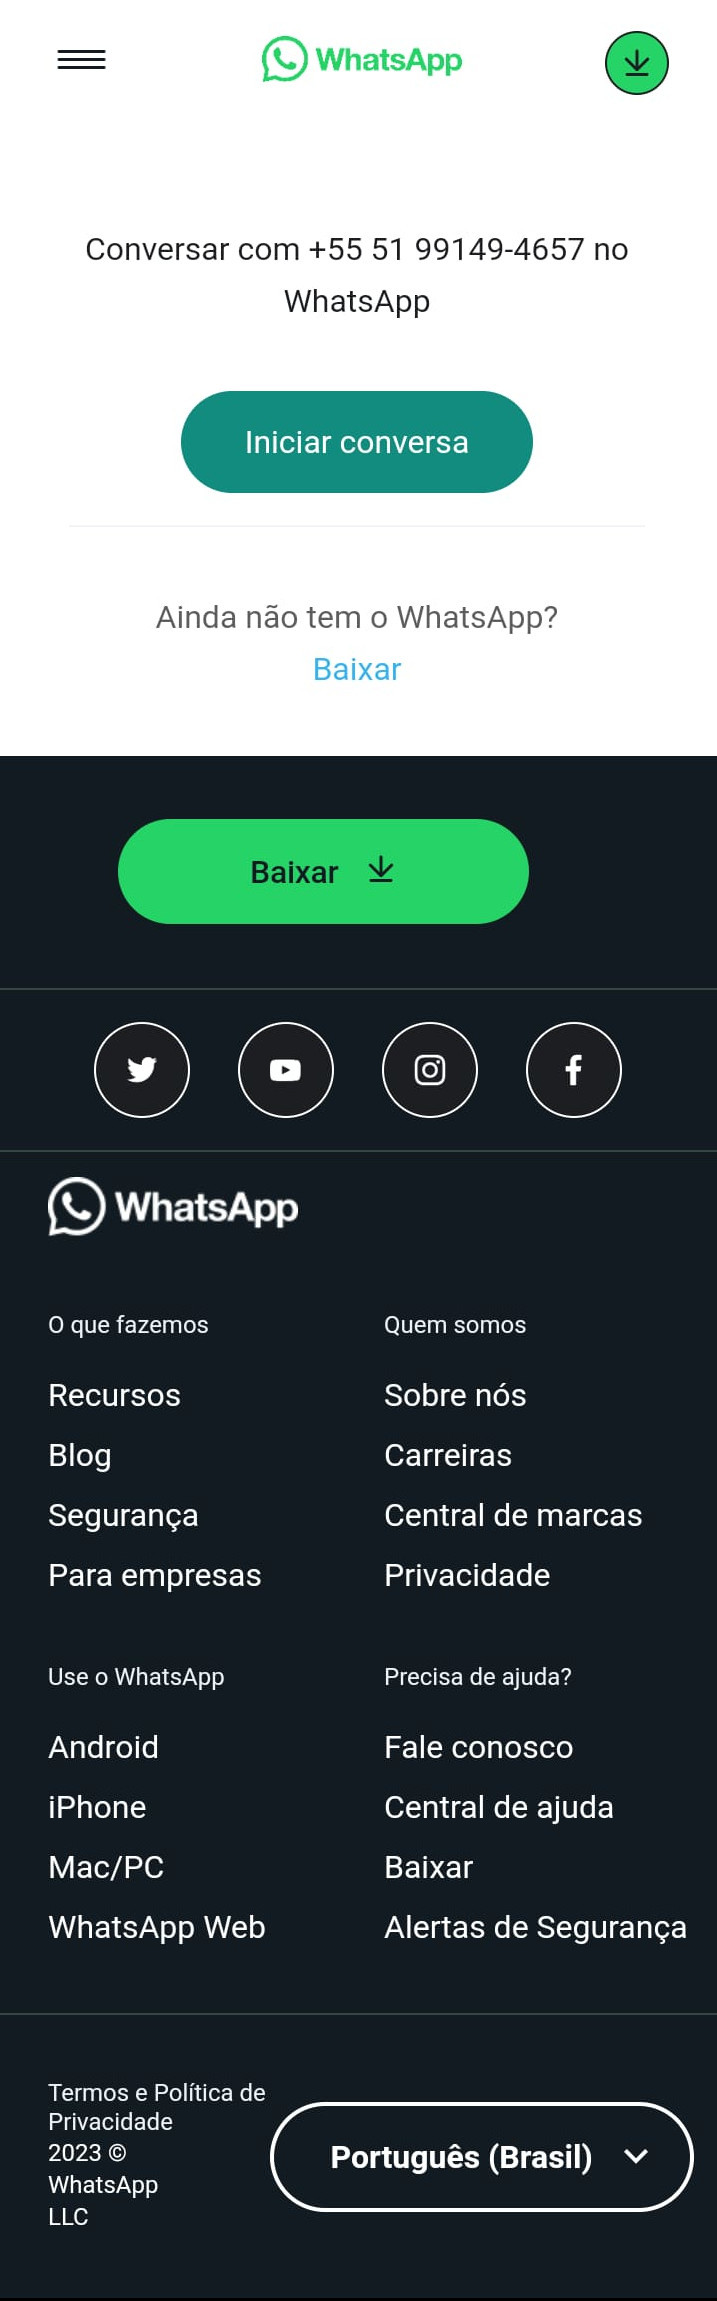 WhatsApp
Conversar com +55 51 99149-4657 no
WhatsApp
Iniciar conversa
Ainda não tem o WhatsApp?
Baixar
Baixar
WhatsApp
O que fazemos
Recursos
Blog
Segurança
Para empresas
Quem somos
Sobre nós
Carreiras
Central de marcas
Privacidade
Use o WhatsApp
Android
iPhone
Mac/PC
WhatsApp Web
Precisa de ajuda?
Fale conosco
Central de ajuda
Baixar
Alertas de Segurança
Termos e Política de
Privacidade
2023 ©
WhatsApp
LLC
Português (Brasil)